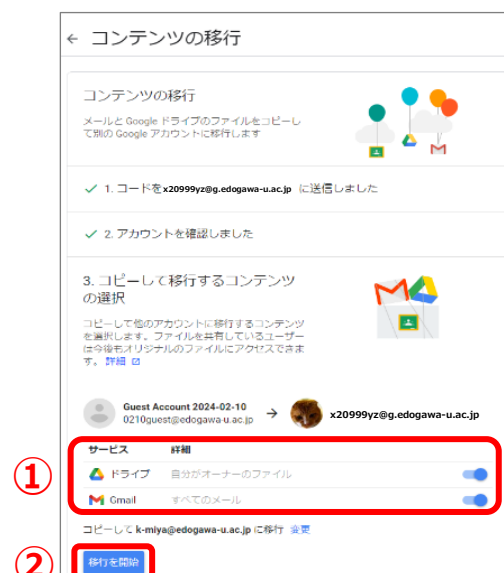 ← コンテンツの移行
コンテンツの移行
メールと Google ドライブのファイルをコピーし
て別の Google アカウントに移行します
✓ 1. コードをx20999yz@g.edogawa-u.ac.jp に送信しました
✓ 2. アカウントを確認しました
3. コピーして移行するコンテンツ
の選択
コピーして他のアカウントに移行するコンテンツ
を選択します。ファイルを共有しているユーザー
は今後もオリジナルのファイルにアクセスできま
す。詳細
Guest Account 2024-02-10
0210guest@edogawa-u.ac.jp → x20999yz@g.edogawa-u.ac.jp
サービス 詳細
① ドライブ 自分がオーナーのファイル
Gmail すべてのメール
コピーして k-miya@edogawa-u.ac.jp に移行 変更
② 移行を開始